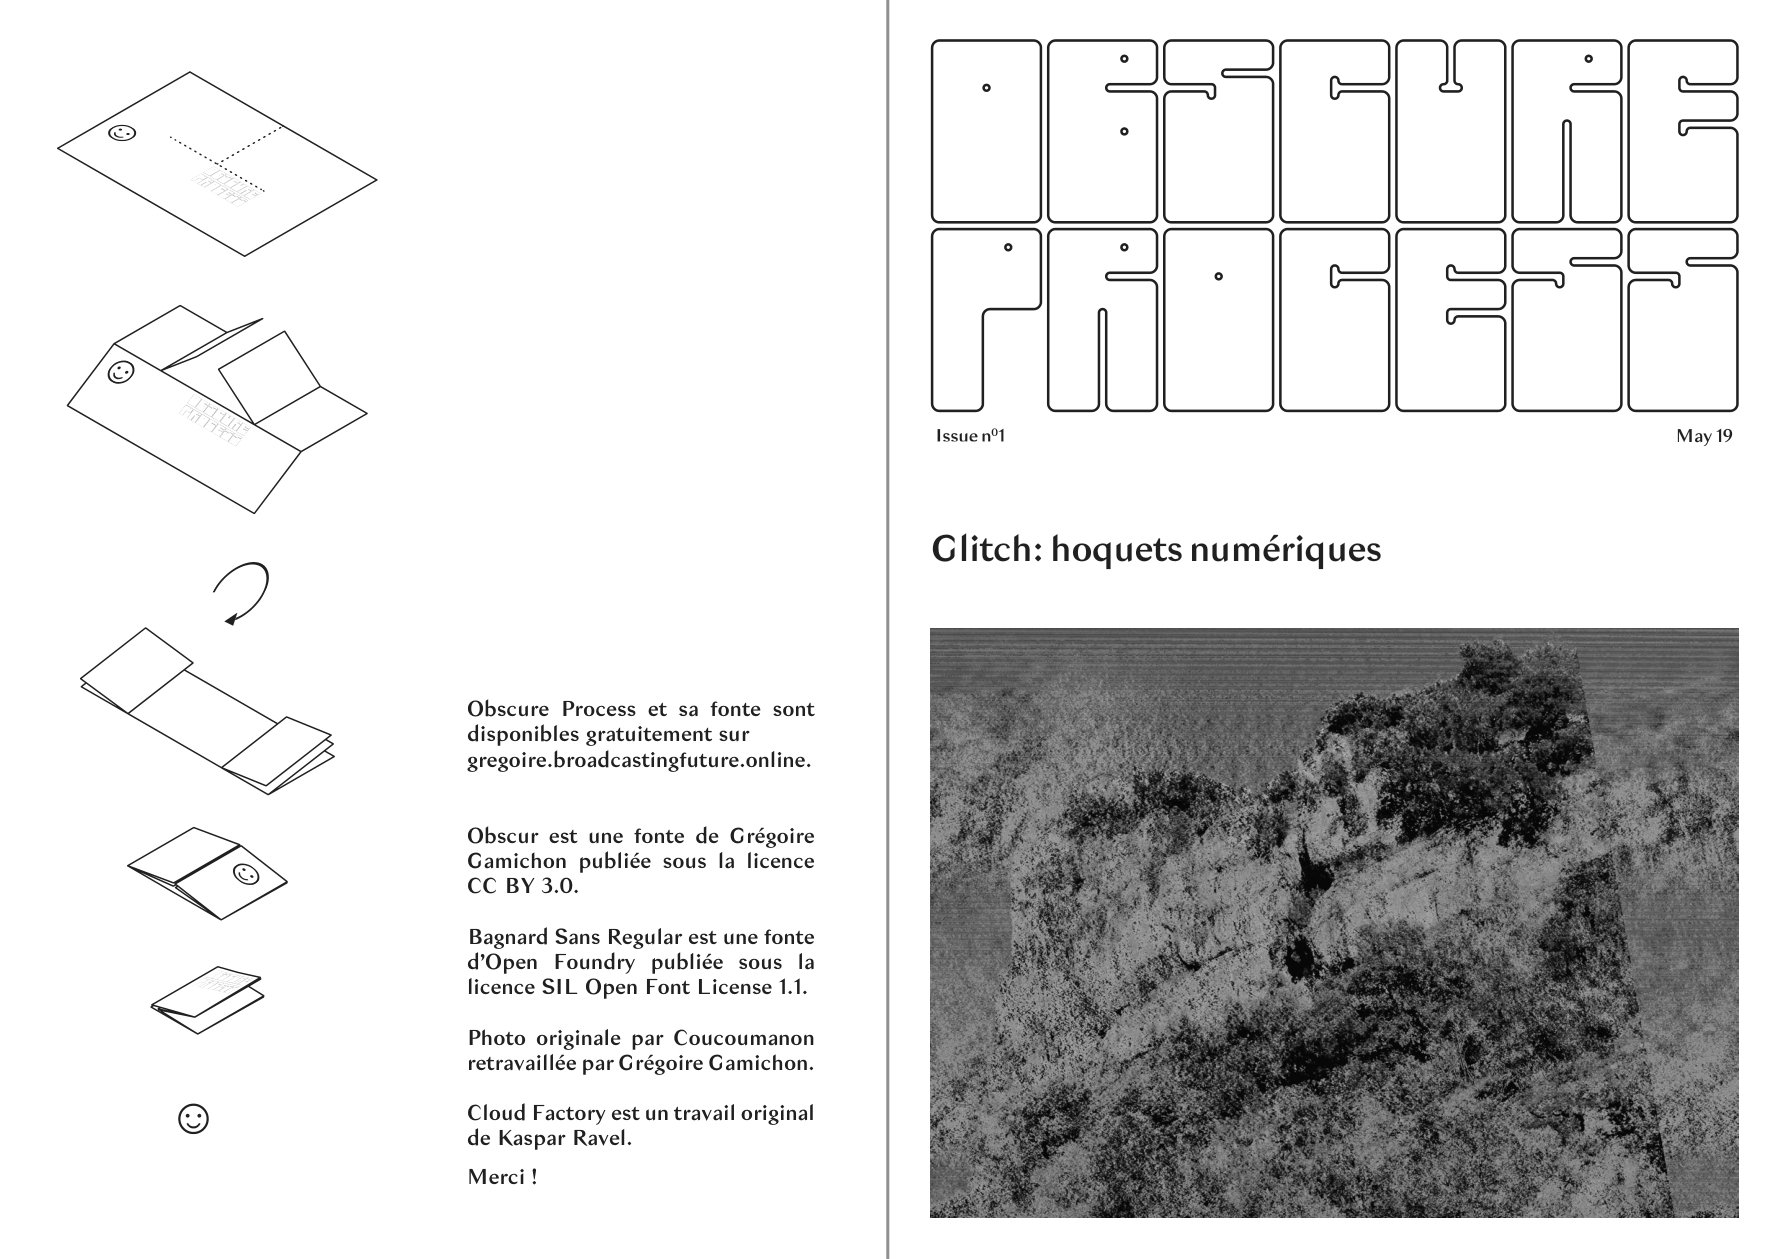 Obscure Process et sa fonte sont
disponibles gratuitement sur
gregoire.broadcastingfuture.online.
Obscur est une fonte de Grégoire
Gamichon publiée sous la licence
CC BY 3.0.
Bagnard Sans Regular est une fonte
d’Open Foundry publiée sous la
licence SIL Open Font License 1.1.
Photo originale par Coucoumanon
retravaillée par Grégoire Gamichon.
Cloud Factory est un travail original
de Kaspar Ravel.
Merci !
OBSCURE
PROCESS
Issue n⁰1
May 19
Glitch: hoquets numériques